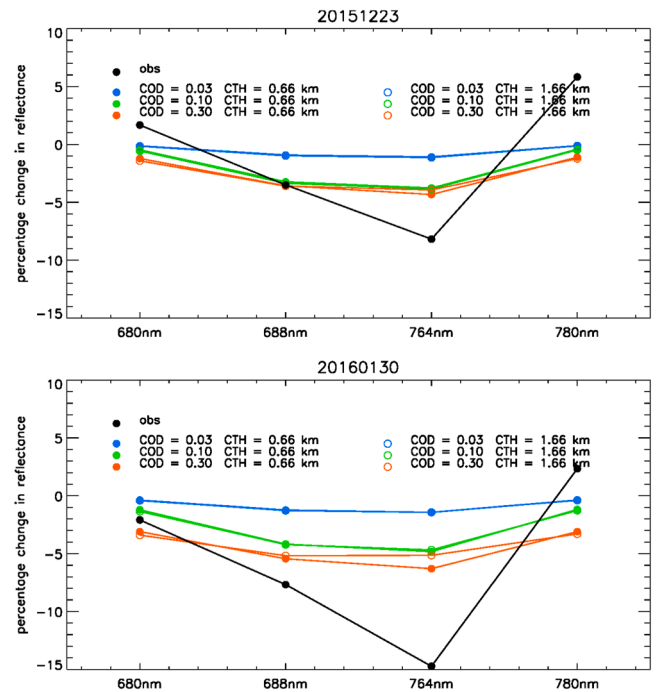 20151223
percentage change in reflectance
10
5
0
−5
−10
−15
obs
COD = 0.03 CTH = 0.66 km
COD = 0.10 CTH = 0.66 km
COD = 0.30 CTH = 0.66 km
COD = 0.03 CTH = 1.66 km
COD = 0.10 CTH = 1.66 km
COD = 0.30 CTH = 1.66 km
680nm 688nm 764nm 780nm
20160130
percentage change in reflectance
10
5
0
−5
−10
−15
obs
COD = 0.03 CTH = 0.66 km
COD = 0.10 CTH = 0.66 km
COD = 0.30 CTH = 0.66 km
COD = 0.03 CTH = 1.66 km
COD = 0.10 CTH = 1.66 km
COD = 0.30 CTH = 1.66 km
680nm 688nm 764nm 780nm